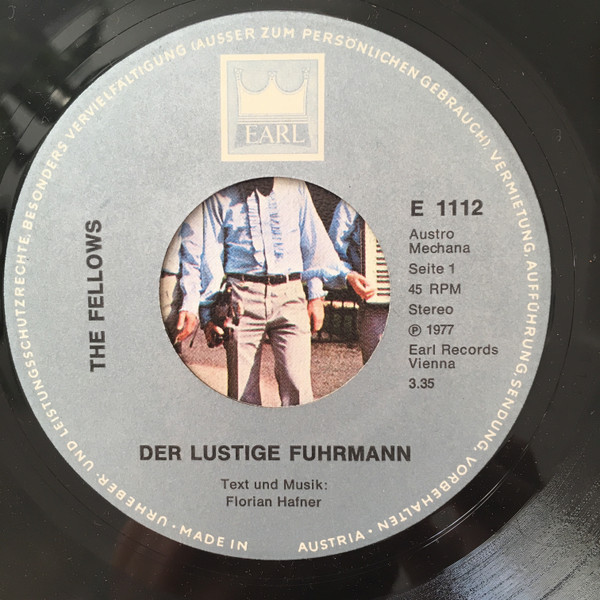 URHEBER- UND LEISTUNGSSCHUTZRECHTE, BESONDERS VERVIELFÄLTIGUNG (AUSSER ZUM PERSÖNLICHEN GEBRAUCH), VERMIETUNG, AUFFÜHRUNG, SENDUNG, VORBEHALTEN · MADE IN AUSTRIA ·
EARL
THE FELLOWS
E 1112
Austro
Mechana
Seite 1
45 RPM
Stereo
℗ 1977
Earl Records
Vienna
3.35
DER LUSTIGE FUHRMANN
Text und Musik:
Florian Hafner